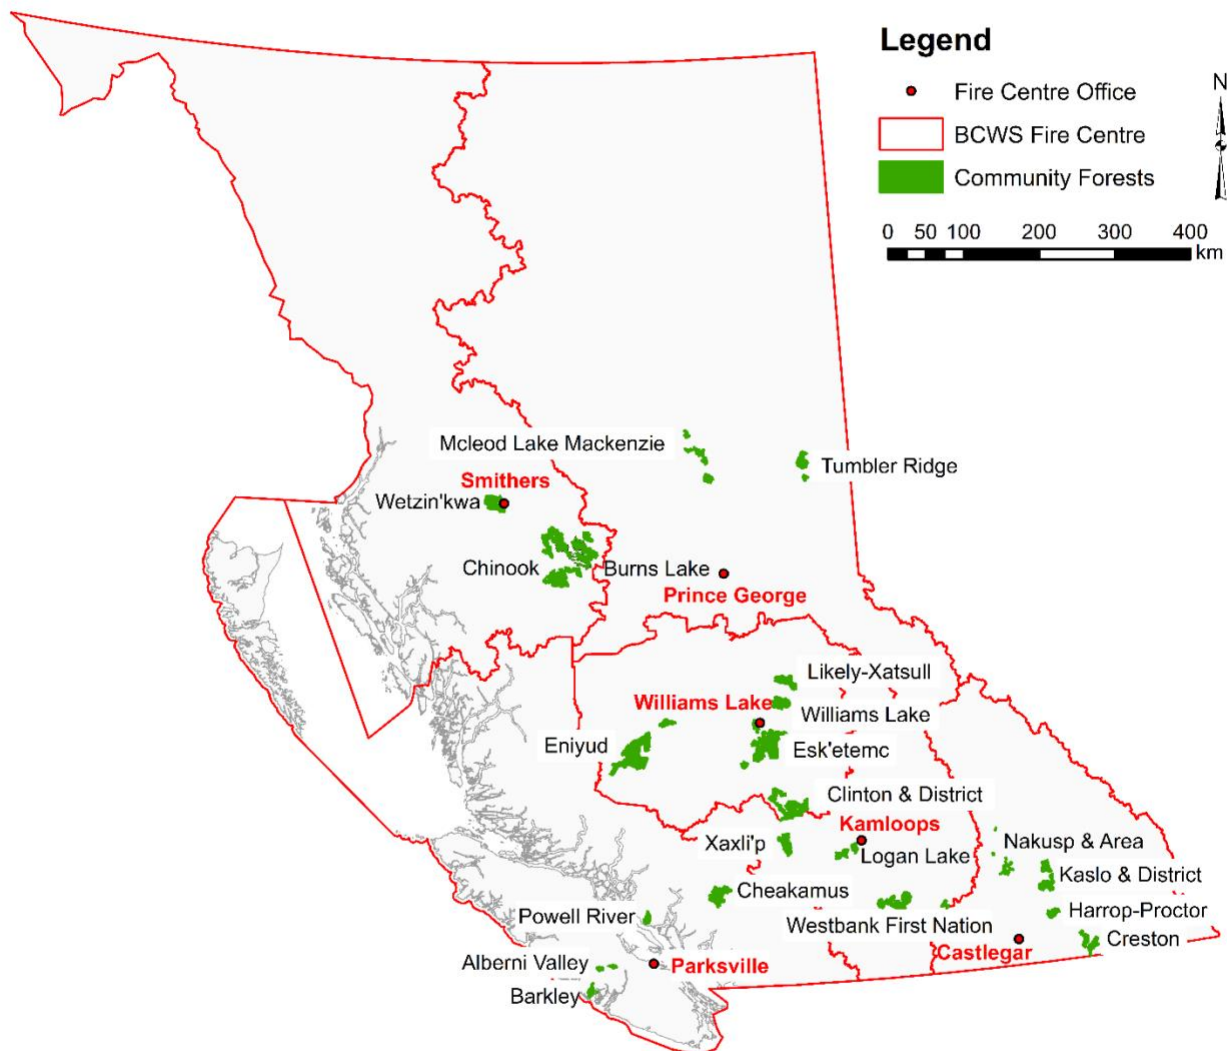 Legend
Fire Centre Office
BCWS Fire Centre
Community Forests
N
0 50 100 200 300 400
km
Mcleod Lake Mackenzie
Tumbler Ridge
Smithers
Wetzin'kwa
Chinook
Burns Lake
Prince George
Likely-Xatsull
Williams Lake
Williams Lake
Eniyud
Esk'etemc
Clinton & District
Kamloops
Xaxli'p
Logan Lake
Nakusp & Area
Kaslo & District
Cheakamus
Powell River
Westbank First Nation
Harrop-Proctor
Creston
Castlegar
Alberni Valley
Parksville
Barkley